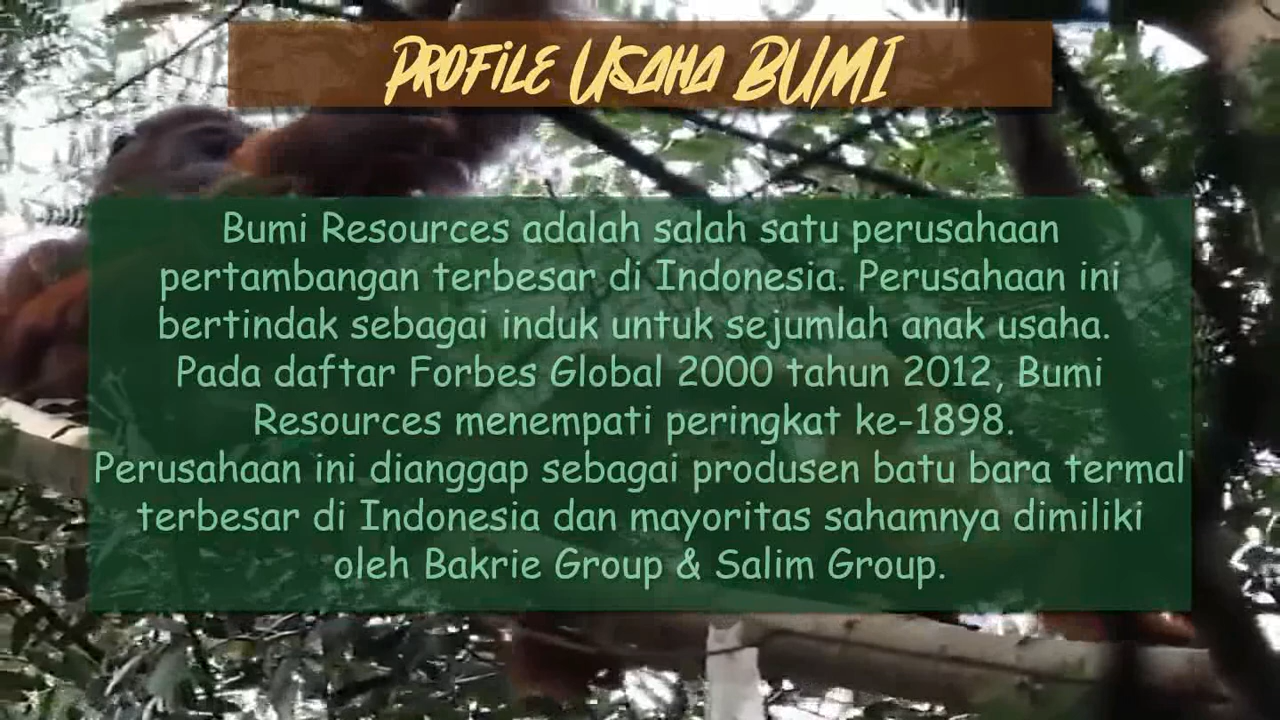 PROFILE USAHA BUMI
Bumi Resources adalah salah satu perusahaan
pertambangan terbesar di Indonesia. Perusahaan ini
bertindak sebagai induk untuk sejumlah anak usaha.
Pada daftar Forbes Global 2000 tahun 2012, Bumi
Resources menempati peringkat ke-1898.
Perusahaan ini dianggap sebagai produsen batu bara termal
terbesar di Indonesia dan mayoritas sahamnya dimiliki
oleh Bakrie Group & Salim Group.